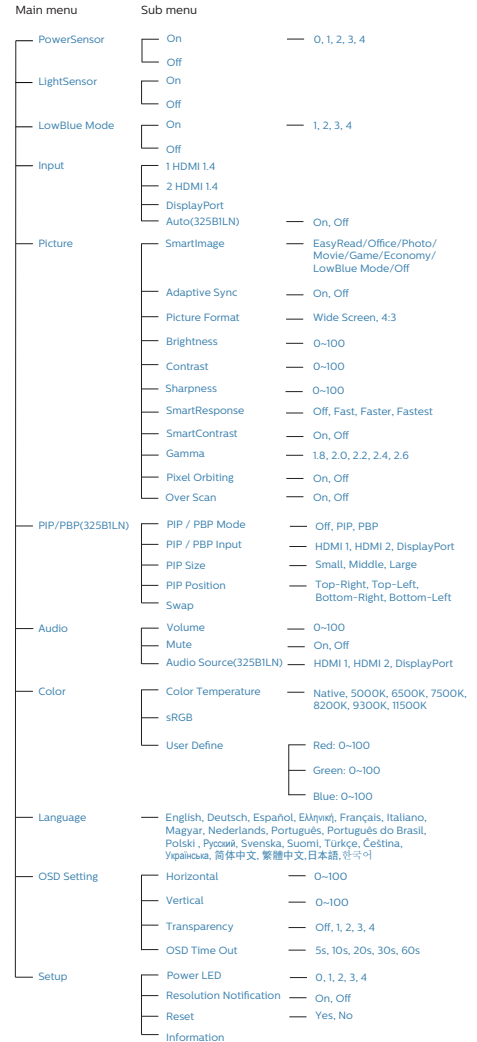 Main menu Sub menu
PowerSensor On 0, 1, 2, 3, 4
Off
LightSensor On
Off
LowBlue Mode On 1, 2, 3, 4
Off
Input 1 HDMI 1.4
2 HDMI 1.4
DisplayPort
Auto(325B1LN) On, Off
Picture SmartImage EasyRead/Office/Photo/
Movie/Game/Economy/
LowBlue Mode/Off
Adaptive Sync On, Off
Picture Format Wide Screen, 4:3
Brightness 0~100
Contrast 0~100
Sharpness 0~100
SmartResponse Off, Fast, Faster, Fastest
SmartContrast On, Off
Gamma 1.8, 2.0, 2.2, 2.4, 2.6
Pixel Orbiting On, Off
Over Scan On, Off
PIP/PBP(325B1LN) PIP / PBP Mode Off, PIP, PBP
PIP / PBP Input HDMI 1, HDMI 2, DisplayPort
PIP Size Small, Middle, Large
PIP Position Top-Right, Top-Left,
Bottom-Right, Bottom-Left
Swap
Audio Volume 0~100
Mute On, Off
Audio Source(325B1LN) HDMI 1, HDMI 2, DisplayPort
Color Color Temperature Native, 5000K, 6500K, 7500K,
8200K, 9300K, 11500K
sRGB
User Define Red: 0~100
Green: 0~100
Blue: 0~100
Language English, Deutsch, Español, Ελληνική, Français, Italiano,
Magyar, Nederlands, Português, Português do Brasil,
Polski , Русский, Svenska, Suomi, Türkçe, Čeština,
Українська, 简体中文, 繁體中文,日本語,한국어
OSD Setting Horizontal 0~100
Vertical 0~100
Transparency Off, 1, 2, 3, 4
OSD Time Out 5s, 10s, 20s, 30s, 60s
Setup Power LED 0, 1, 2, 3, 4
Resolution Notification On, Off
Reset Yes, No
Information